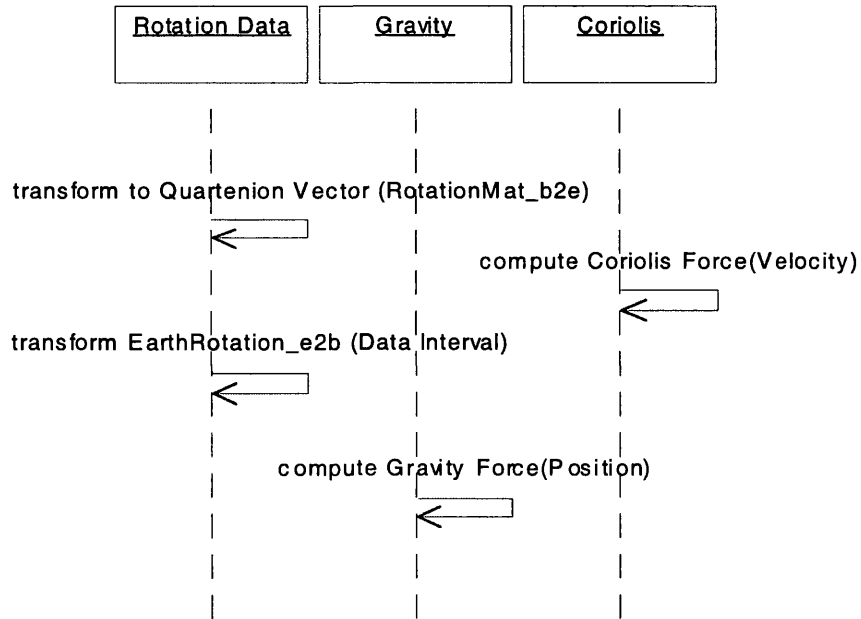 Rotation Data
Gravity
Coriolis
transform to Quartenion Vector (RotationMat_b2e)
compute Coriolis Force(Velocity)
transform EarthRotation_e2b (Data Interval)
compute Gravity Force(Position)